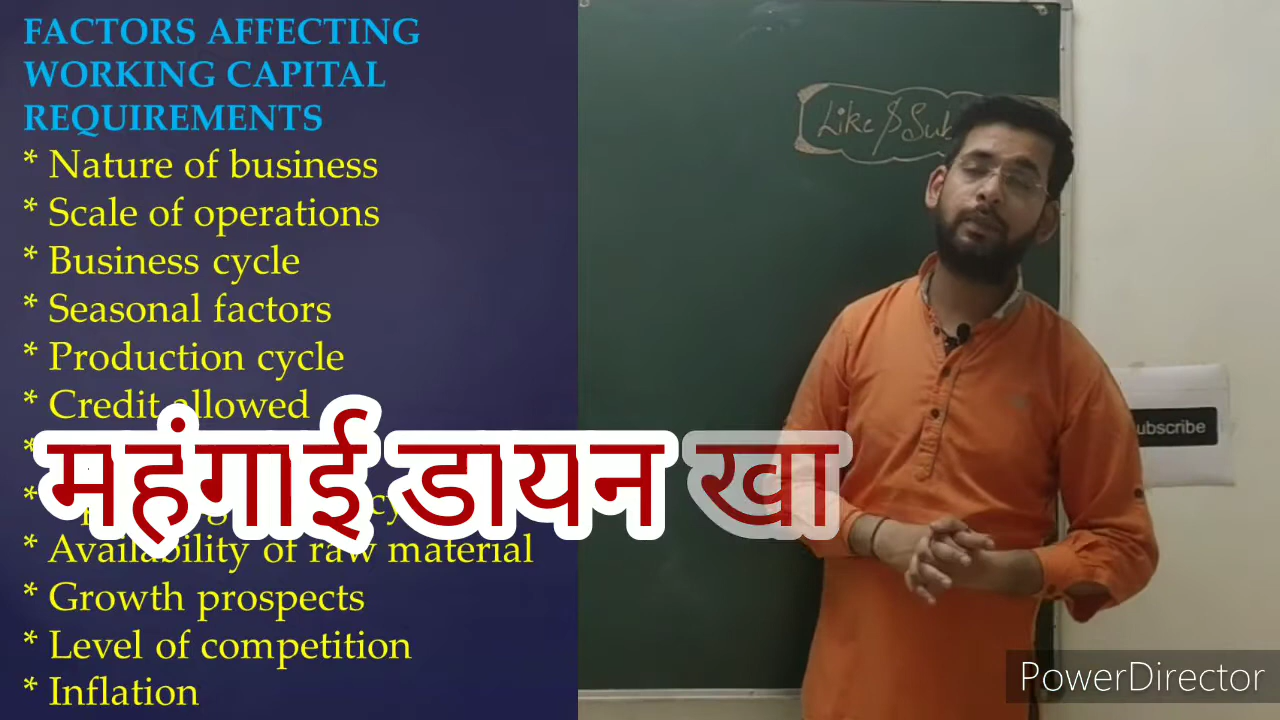 FACTORS AFFECTING
WORKING CAPITAL
REQUIREMENTS
* Nature of business
* Scale of operations
* Business cycle
* Seasonal factors
* Production cycle
* Credit allowed
महंगाई डायन खा
* Availability of raw material
* Growth prospects
* Level of competition
* Inflation
Like & Sub
ubscribe
PowerDirector